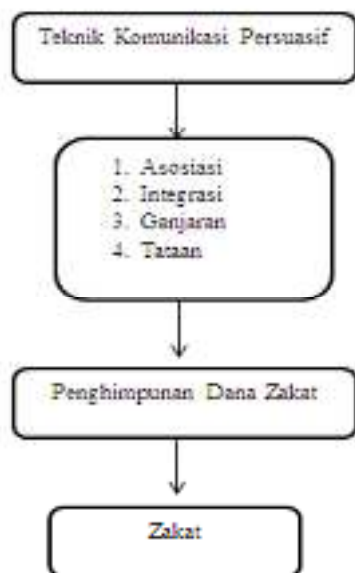 Teknik Komunikasi Persuasif
1. Asosiasi
2. Integrasi
3. Ganjaran
4. Tataan
Penghimpunan Dana Zakat
Zakat